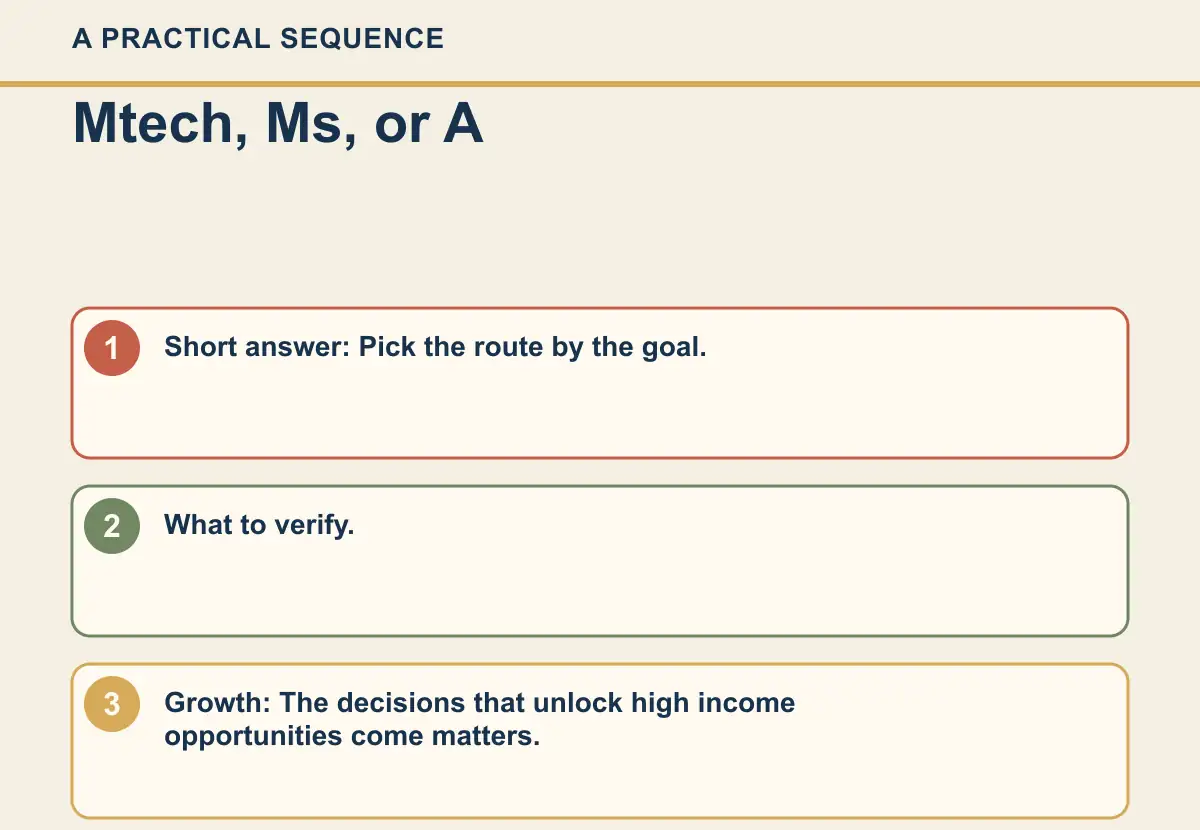 A PRACTICAL SEQUENCE
Mtech, Ms, or A
1
Short answer: Pick the route by the goal.
2
What to verify.
3
Growth: The decisions that unlock high income
opportunities come matters.